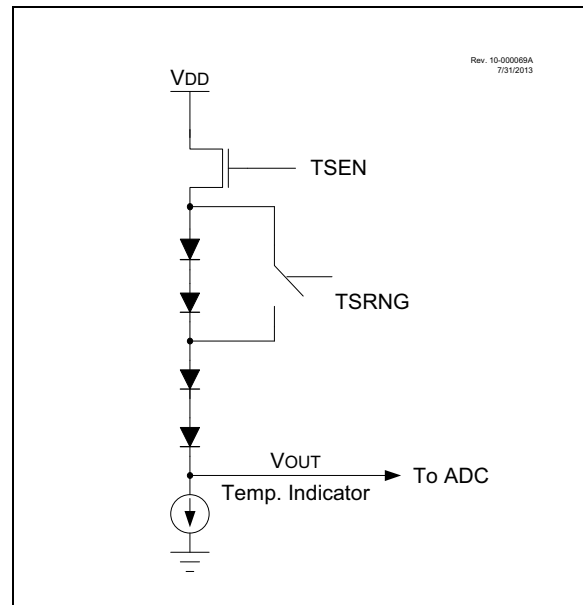 Rev. 10-000069A
7/31/2013
VDD
TSEN
TSRNG
VOUT
To ADC
Temp. Indicator